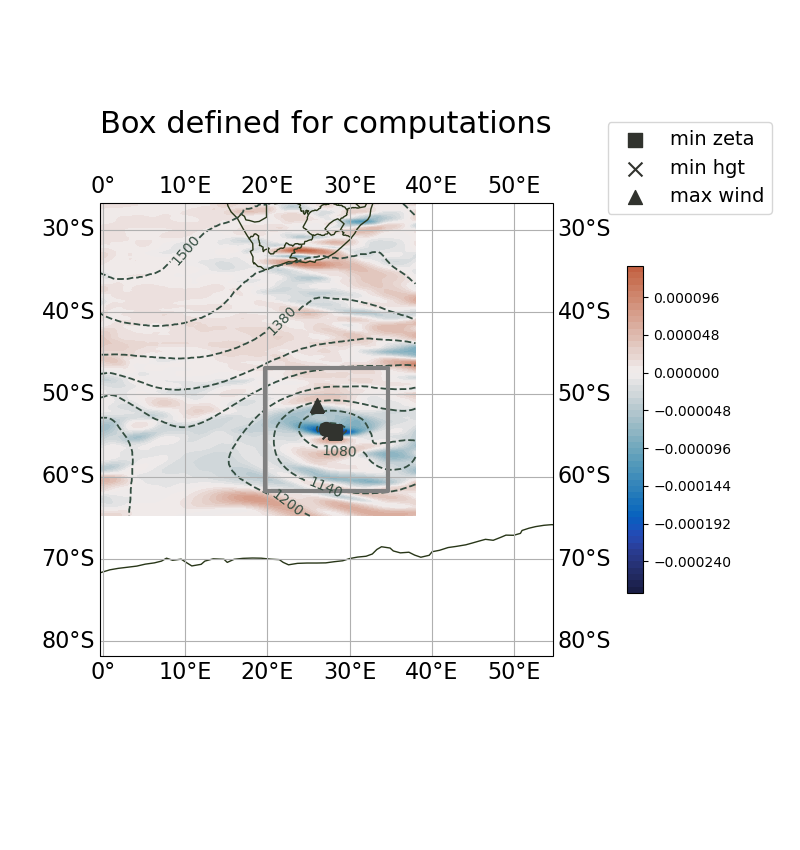 Box defined for computations
min zeta
min hgt
max wind
0° 10°E 20°E 30°E 40°E 50°E
30°S 30°S
1500
40°S 40°S
1380
50°S 50°S
1080
60°S 60°S
1140
1200
70°S 70°S
80°S 80°S
0° 10°E 20°E 30°E 40°E 50°E
0.000096
0.000048
0.000000
−0.000048
−0.000096
−0.000144
−0.000192
−0.000240